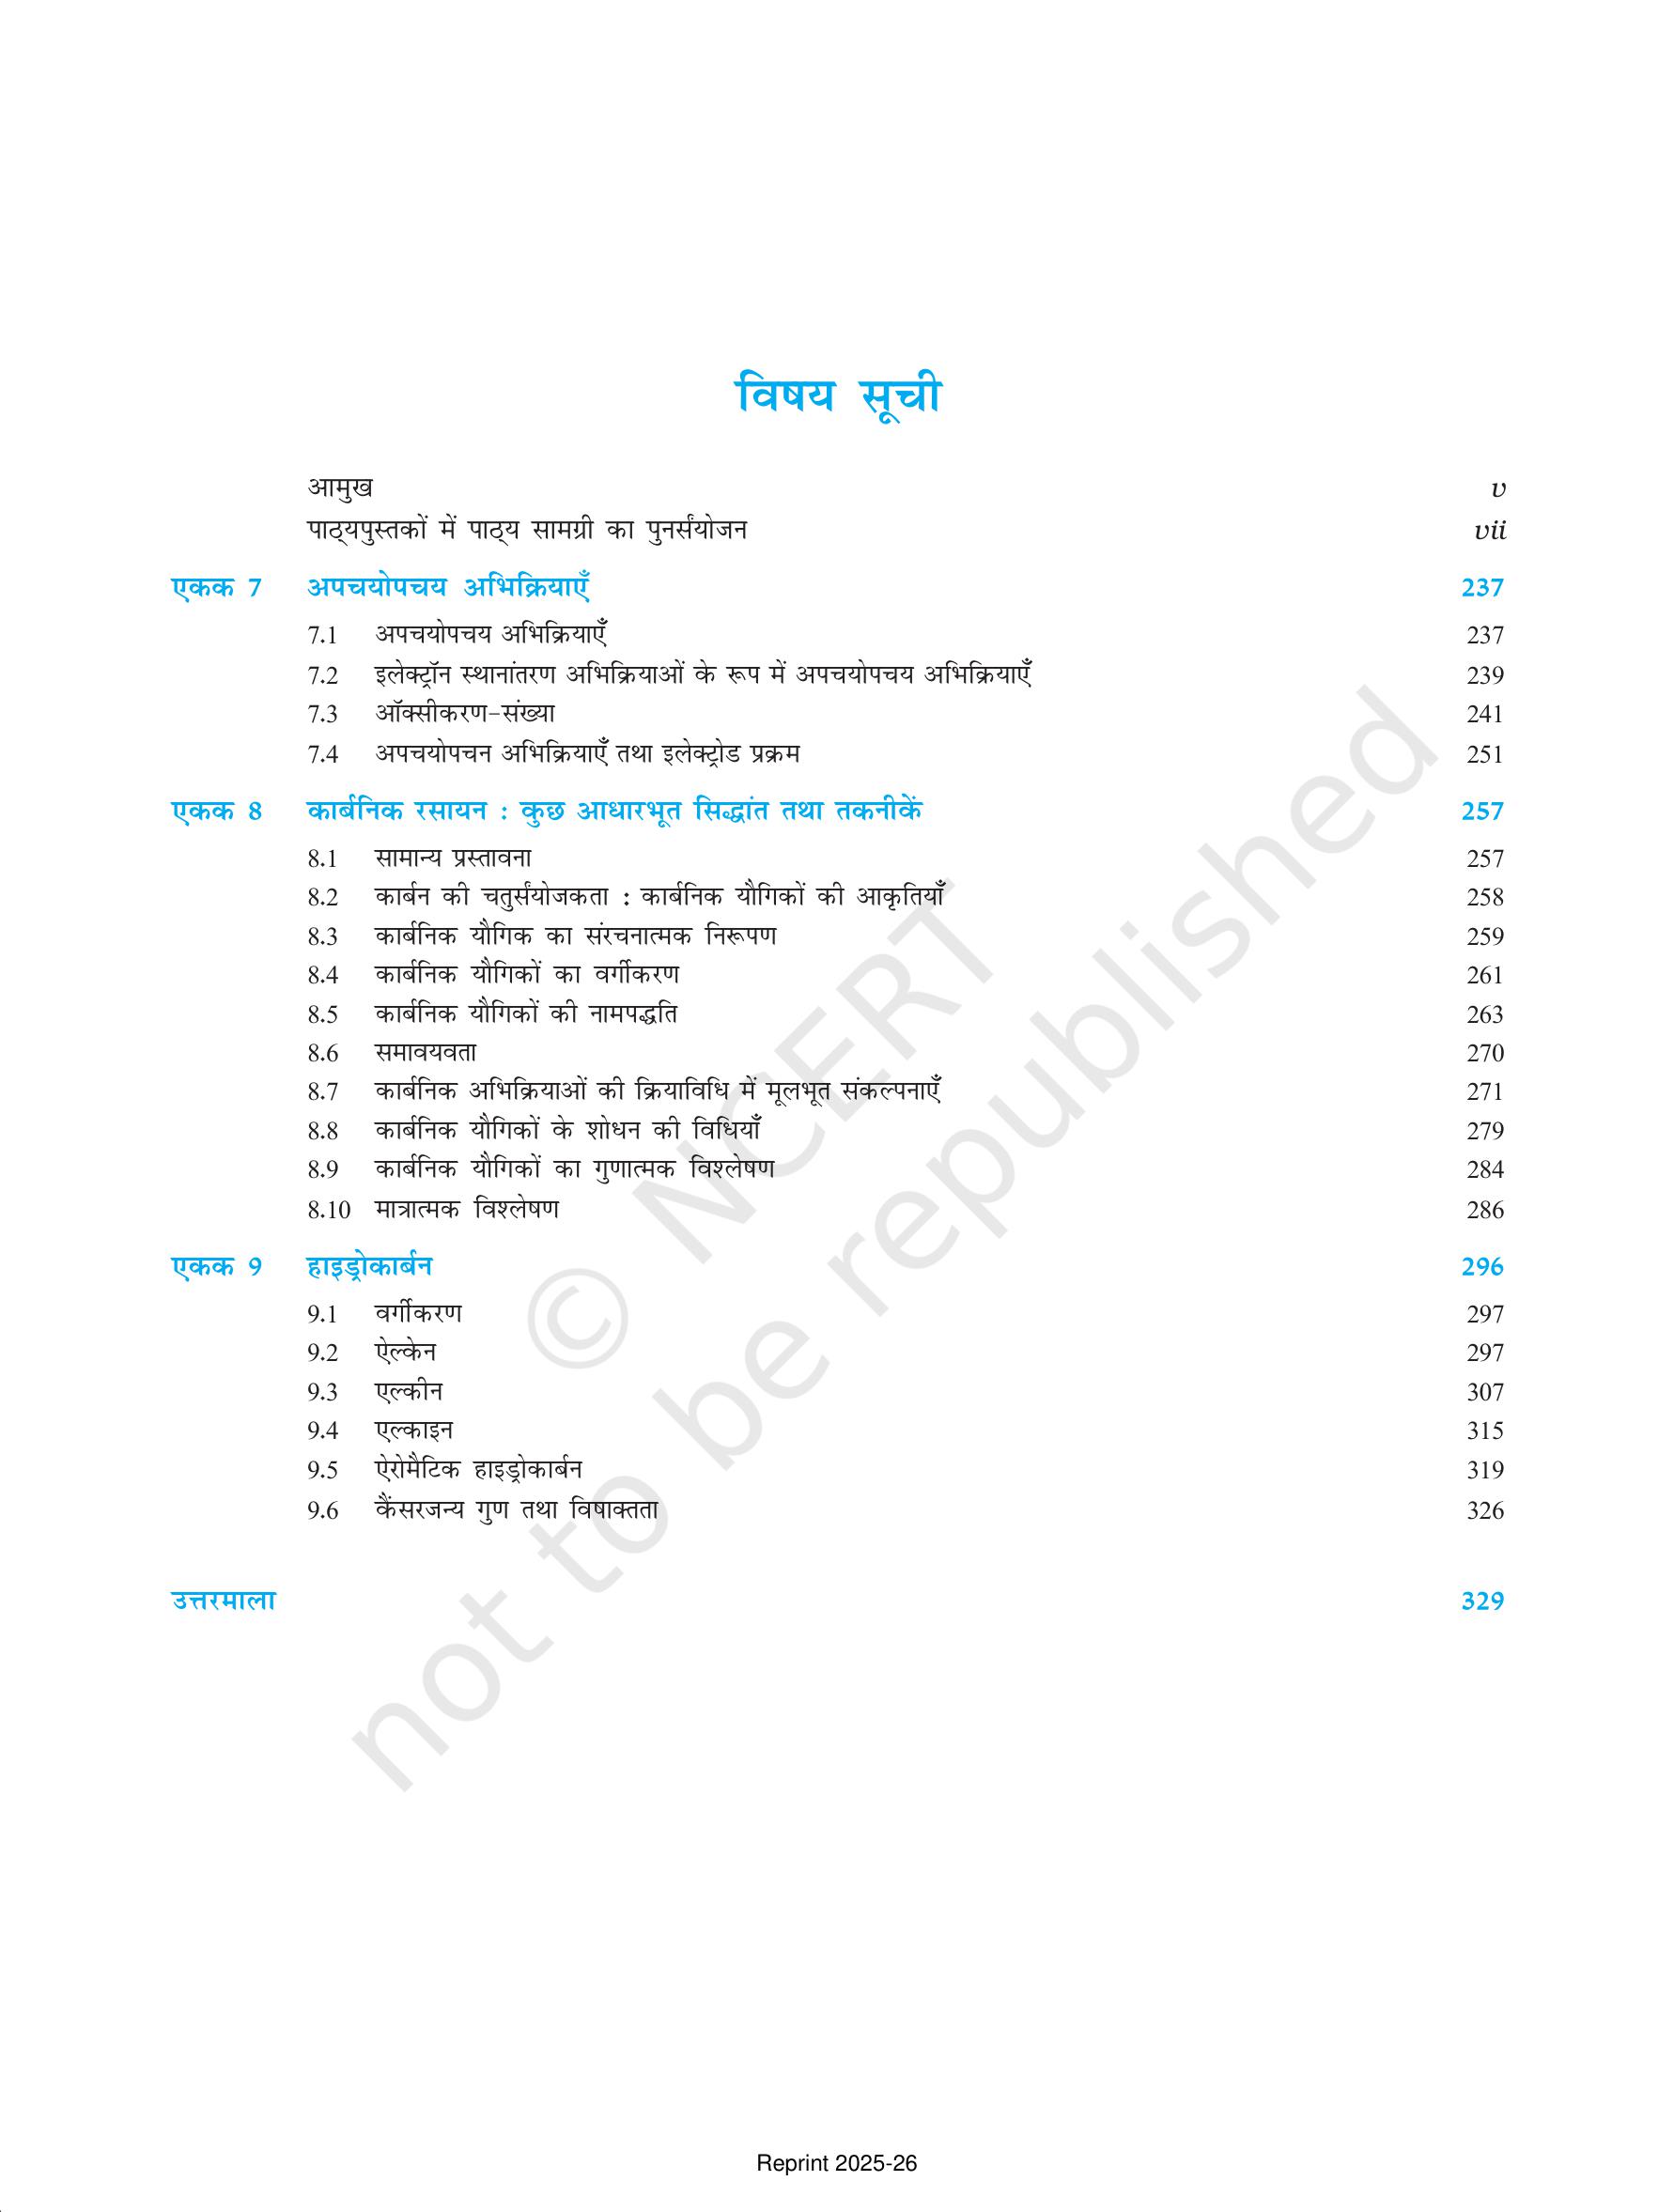 विषय सूची
आमुख v
पाठ्यपुस्तकों में पाठ्य सामग्री का पुनर्संयोजन vii
एकक 7 अपचयोपचय अभिक्रियाएँ 237
7.1 अपचयोपचय अभिक्रियाएँ 237
7.2 इलेक्ट्रॉन स्थानांतरण अभिक्रियाओं के रूप में अपचयोपचय अभिक्रियाएँ 239
7.3 ऑक्सीकरण-संख्या 241
7.4 अपचयोपचन अभिक्रियाएँ तथा इलेक्ट्रोड प्रक्रम 251
एकक 8 कार्बनिक रसायन : कुछ आधारभूत सिद्धांत तथा तकनीकें 257
8.1 सामान्य प्रस्तावना 257
8.2 कार्बन की चतुर्संयोजकता : कार्बनिक यौगिकों की आकृतियाँ 258
8.3 कार्बनिक यौगिक का संरचनात्मक निरूपण 259
8.4 कार्बनिक यौगिकों का वर्गीकरण 261
8.5 कार्बनिक यौगिकों की नामपद्धति 263
8.6 समावयवता 270
8.7 कार्बनिक अभिक्रियाओं की क्रियाविधि में मूलभूत संकल्पनाएँ 271
8.8 कार्बनिक यौगिकों के शोधन की विधियाँ 279
8.9 कार्बनिक यौगिकों का गुणात्मक विश्लेषण 284
8.10 मात्रात्मक विश्लेषण 286
एकक 9 हाइड्रोकार्बन 296
9.1 वर्गीकरण 297
9.2 ऐल्केन 297
9.3 एल्कीन 307
9.4 एल्काइन 315
9.5 ऐरोमैटिक हाइड्रोकार्बन 319
9.6 कैंसरजन्य गुण तथा विषाक्तता 326
उत्तरमाला 329
© NCERT
not to be republished
Reprint 2025-26